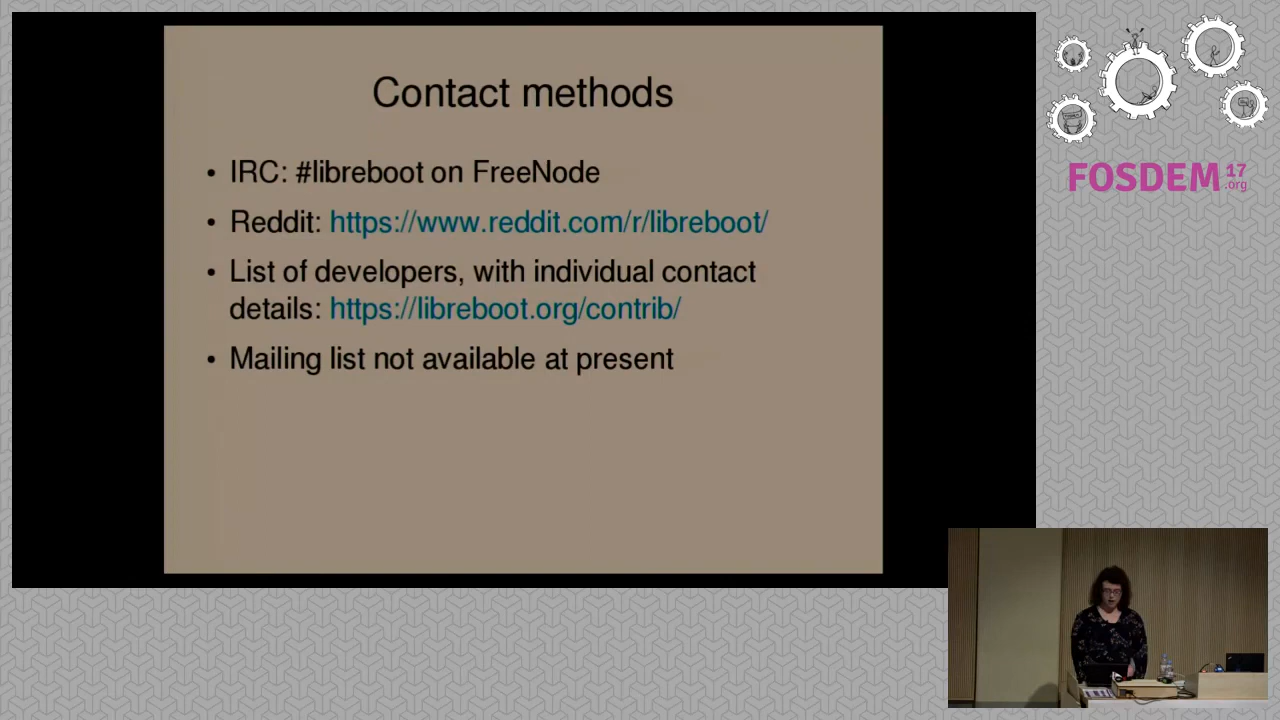 Contact methods
• IRC: #libreboot on FreeNode
• Reddit: https://www.reddit.com/r/libreboot/
• List of developers, with individual contact
details: https://libreboot.org/contrib/
• Mailing list not available at present
FOSDEM 17
.org